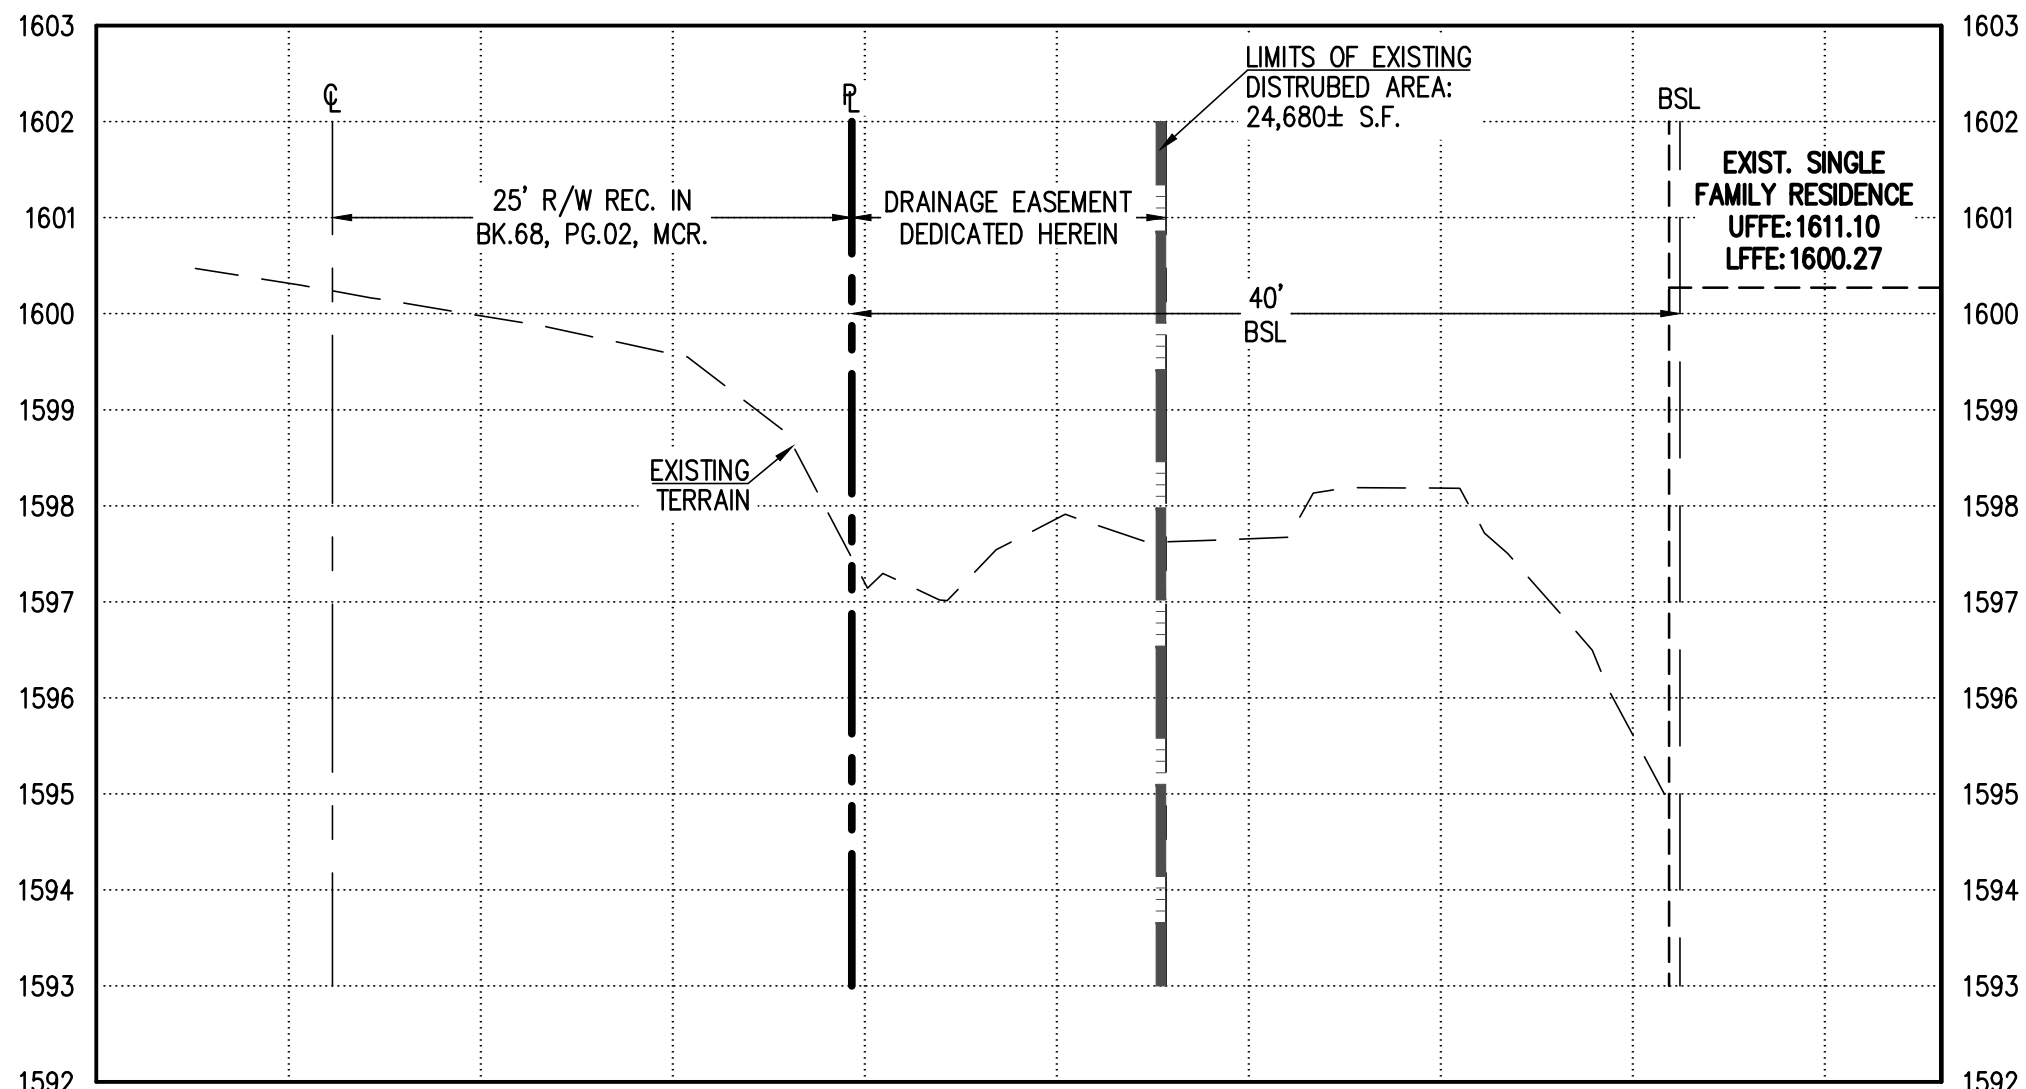 1603
1603
LIMITS OF EXISTING
DISTRUBED AREA:
24,680± S.F.
℄
PL
BSL
1602
1602
EXIST. SINGLE
FAMILY RESIDENCE
UFFE:1611.10
LFFE:1600.27
25' R/W REC. IN
BK.68, PG.02, MCR.
DRAINAGE EASEMENT
DEDICATED HEREIN
1601
1601
40'
BSL
1600
1600
1599
1599
EXISTING
TERRAIN
1598
1598
1597
1597
1596
1596
1595
1595
1594
1594
1593
1593
1592
1592